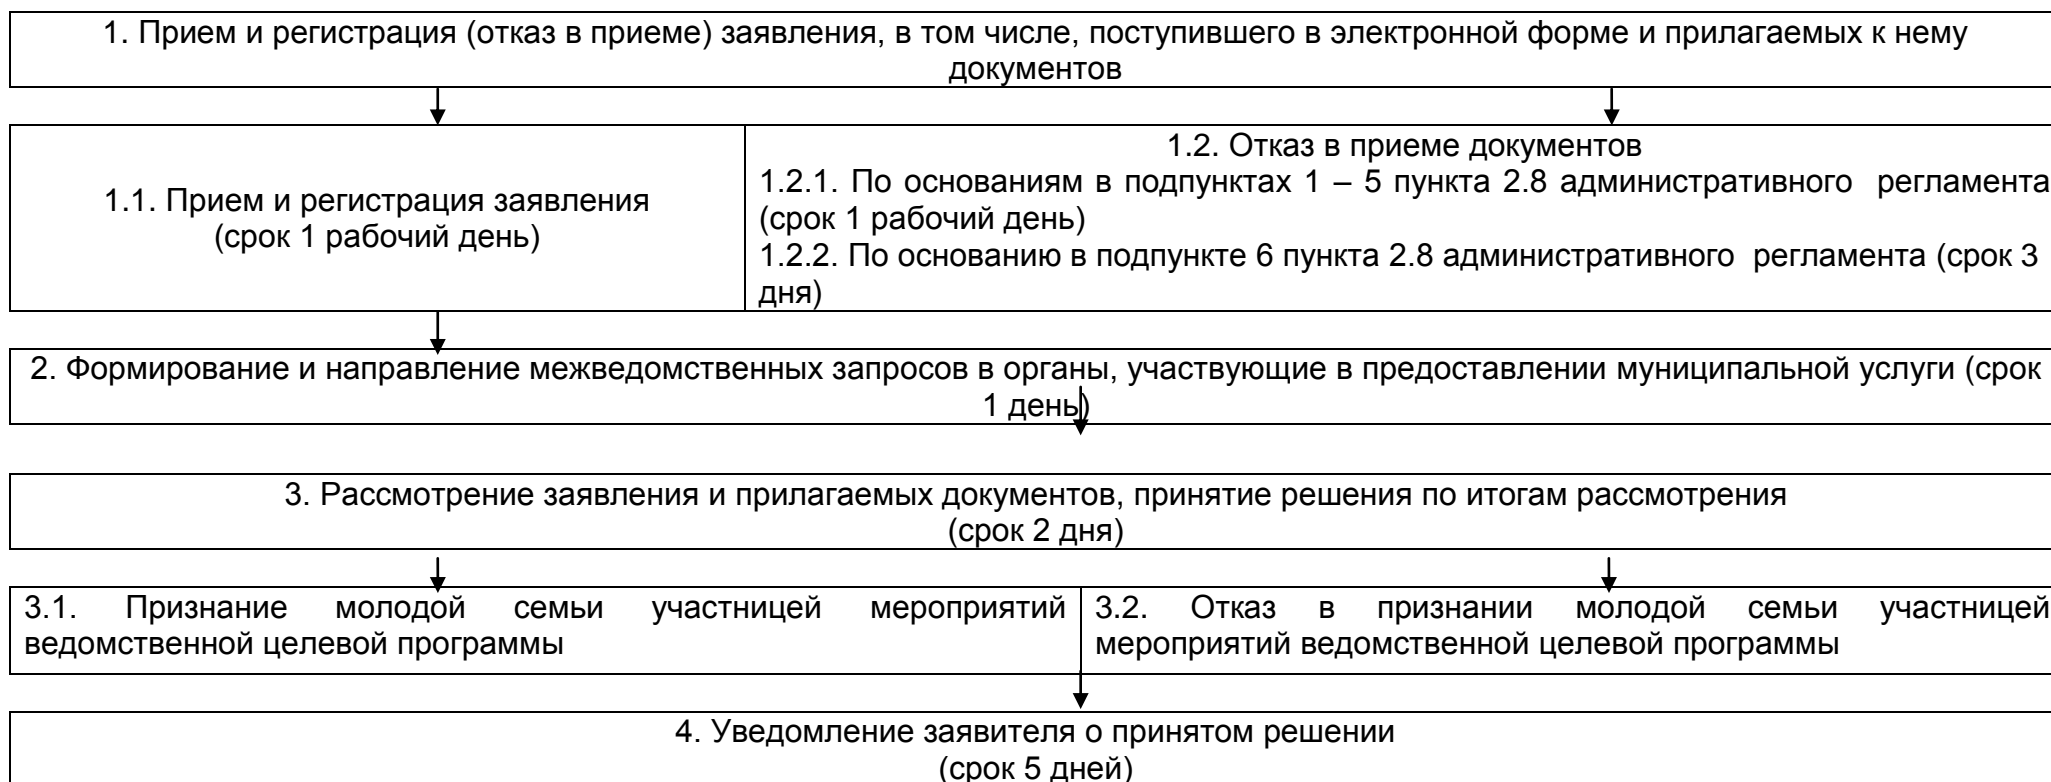 1. Прием и регистрация (отказ в приеме) заявления, в том числе, поступившего в электронной форме и прилагаемых к нему
документов
1.1. Прием и регистрация заявления
(срок 1 рабочий день)
1.2. Отказ в приеме документов
1.2.1. По основаниям в подпунктах 1 – 5 пункта 2.8 административного регламента
(срок 1 рабочий день)
1.2.2. По основанию в подпункте 6 пункта 2.8 административного регламента (срок 3
дня)
2. Формирование и направление межведомственных запросов в органы, участвующие в предоставлении муниципальной услуги (срок
1 день)
3. Рассмотрение заявления и прилагаемых документов, принятие решения по итогам рассмотрения
(срок 2 дня)
3.1. Признание молодой семьи участницей мероприятий
ведомственной целевой программы
3.2. Отказ в признании молодой семьи участницей
мероприятий ведомственной целевой программы
4. Уведомление заявителя о принятом решении
(срок 5 дней)